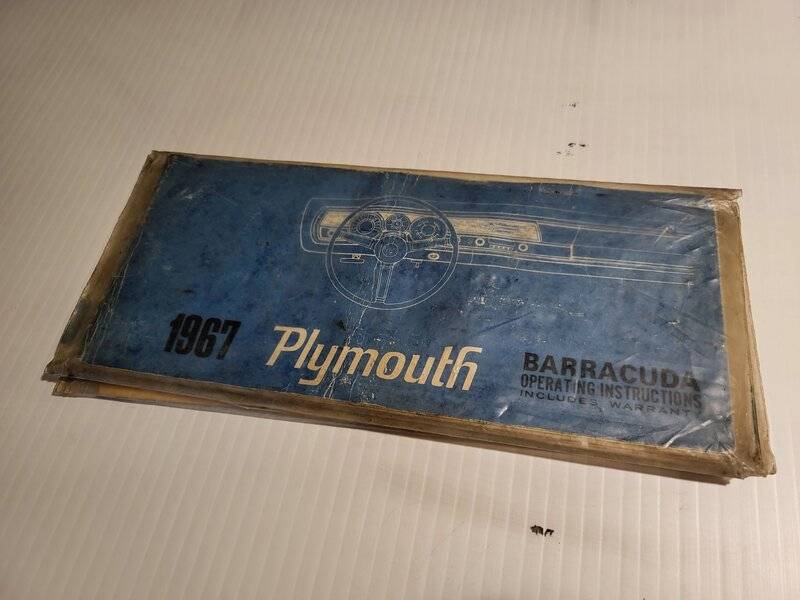 1967 Plymouth BARRACUDA
OPERATING INSTRUCTIONS
INCLUDES WARRANTY